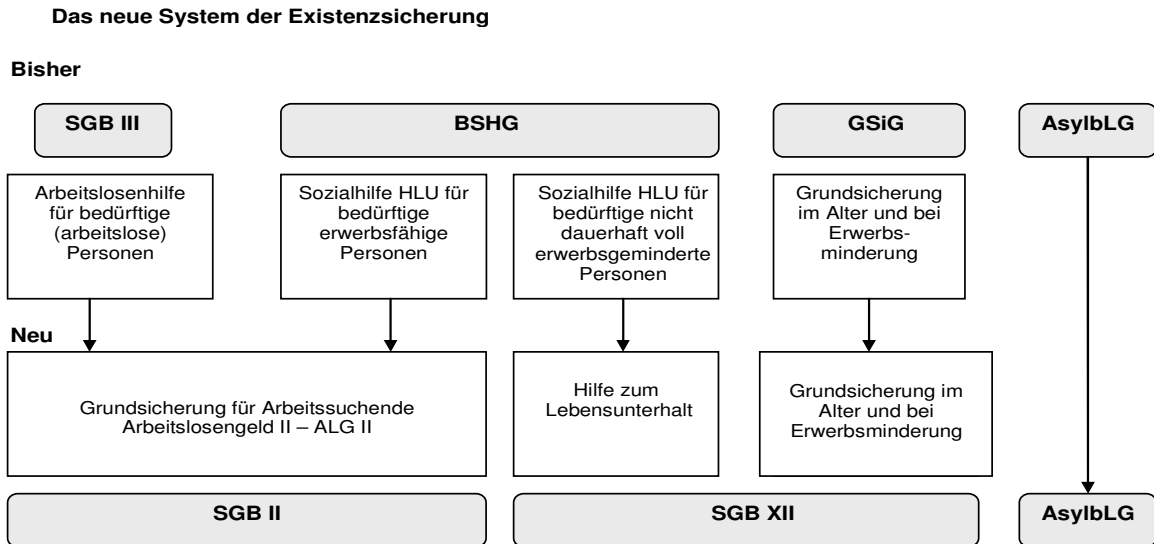 Das neue System der Existenzsicherung
Bisher
SGB III
BSHG
GSiG
AsylbLG
Arbeitslosenhilfe
für bedürftige
(arbeitslose)
Personen
Sozialhilfe HLU für
bedürftige
erwerbsfähige
Personen
Sozialhilfe HLU für
bedürftige nicht
dauerhaft voll
erwerbsgeminderte
Personen
Grundsicherung
im Alter und bei
Erwerbs-
minderung
Neu
Grundsicherung für Arbeitssuchende
Arbeitslosengeld II – ALG II
Hilfe zum
Lebensunterhalt
Grundsicherung im
Alter und bei
Erwerbsminderung
SGB II
SGB XII
AsylbLG